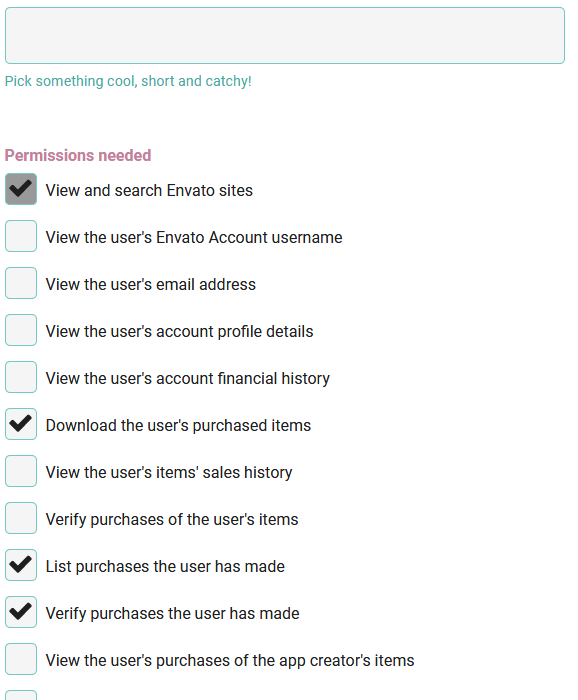 Pick something cool, short and catchy!
Permissions needed
View and search Envato sites
View the user's Envato Account username
View the user's email address
View the user's account profile details
View the user's account financial history
Download the user's purchased items
View the user's items' sales history
Verify purchases of the user's items
List purchases the user has made
Verify purchases the user has made
View the user's purchases of the app creator's items